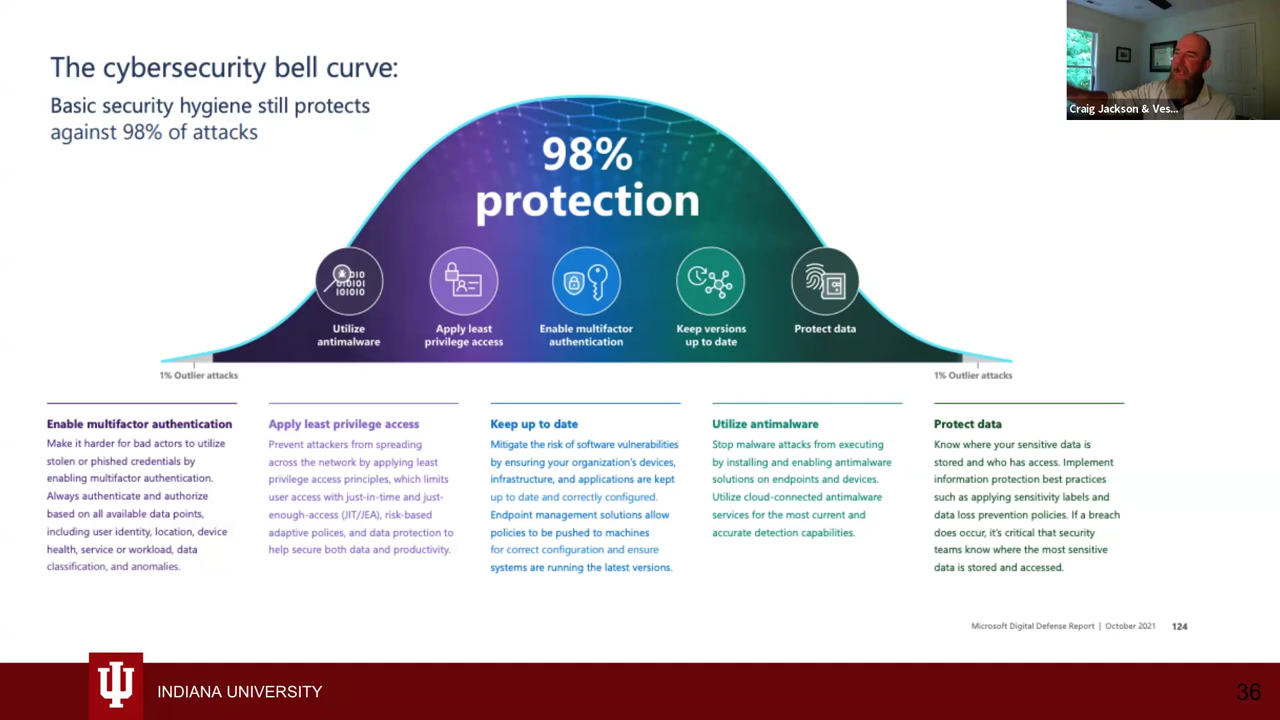 The cybersecurity bell curve:
Basic security hygiene still protects
against 98% of attacks
Craig Jackson & Ves...
98%
protection
Utilize
antimalware
Apply least
privilege access
Enable multifactor
authentication
Keep versions
up to date
Protect data
1% Outlier attacks
1% Outlier attacks
Enable multifactor authentication
Make it harder for bad actors to utilize
stolen or phished credentials by
enabling multifactor authentication.
Always authenticate and authorize
based on all available data points,
including user identity, location, device
health, service or workload, data
classification, and anomalies.
Apply least privilege access
Prevent attackers from spreading
across the network by applying least
privilege access principles, which limits
user access with just-in-time and just-
enough-access (JIT/JEA), risk-based
adaptive polices, and data protection to
help secure both data and productivity.
Keep up to date
Mitigate the risk of software vulnerabilities
by ensuring your organization's devices,
infrastructure, and applications are kept
up to date and correctly configured.
Endpoint management solutions allow
policies to be pushed to machines
for correct configuration and ensure
systems are running the latest versions.
Utilize antimalware
Stop malware attacks from executing
by installing and enabling antimalware
solutions on endpoints and devices.
Utilize cloud-connected antimalware
services for the most current and
accurate detection capabilities.
Protect data
Know where your sensitive data is
stored and who has access. Implement
information protection best practices
such as applying sensitivity labels and
data loss prevention policies. If a breach
does occur, it's critical that security
teams know where the most sensitive
data is stored and accessed.
Microsoft Digital Defense Report | October 2021 124
INDIANA UNIVERSITY
36